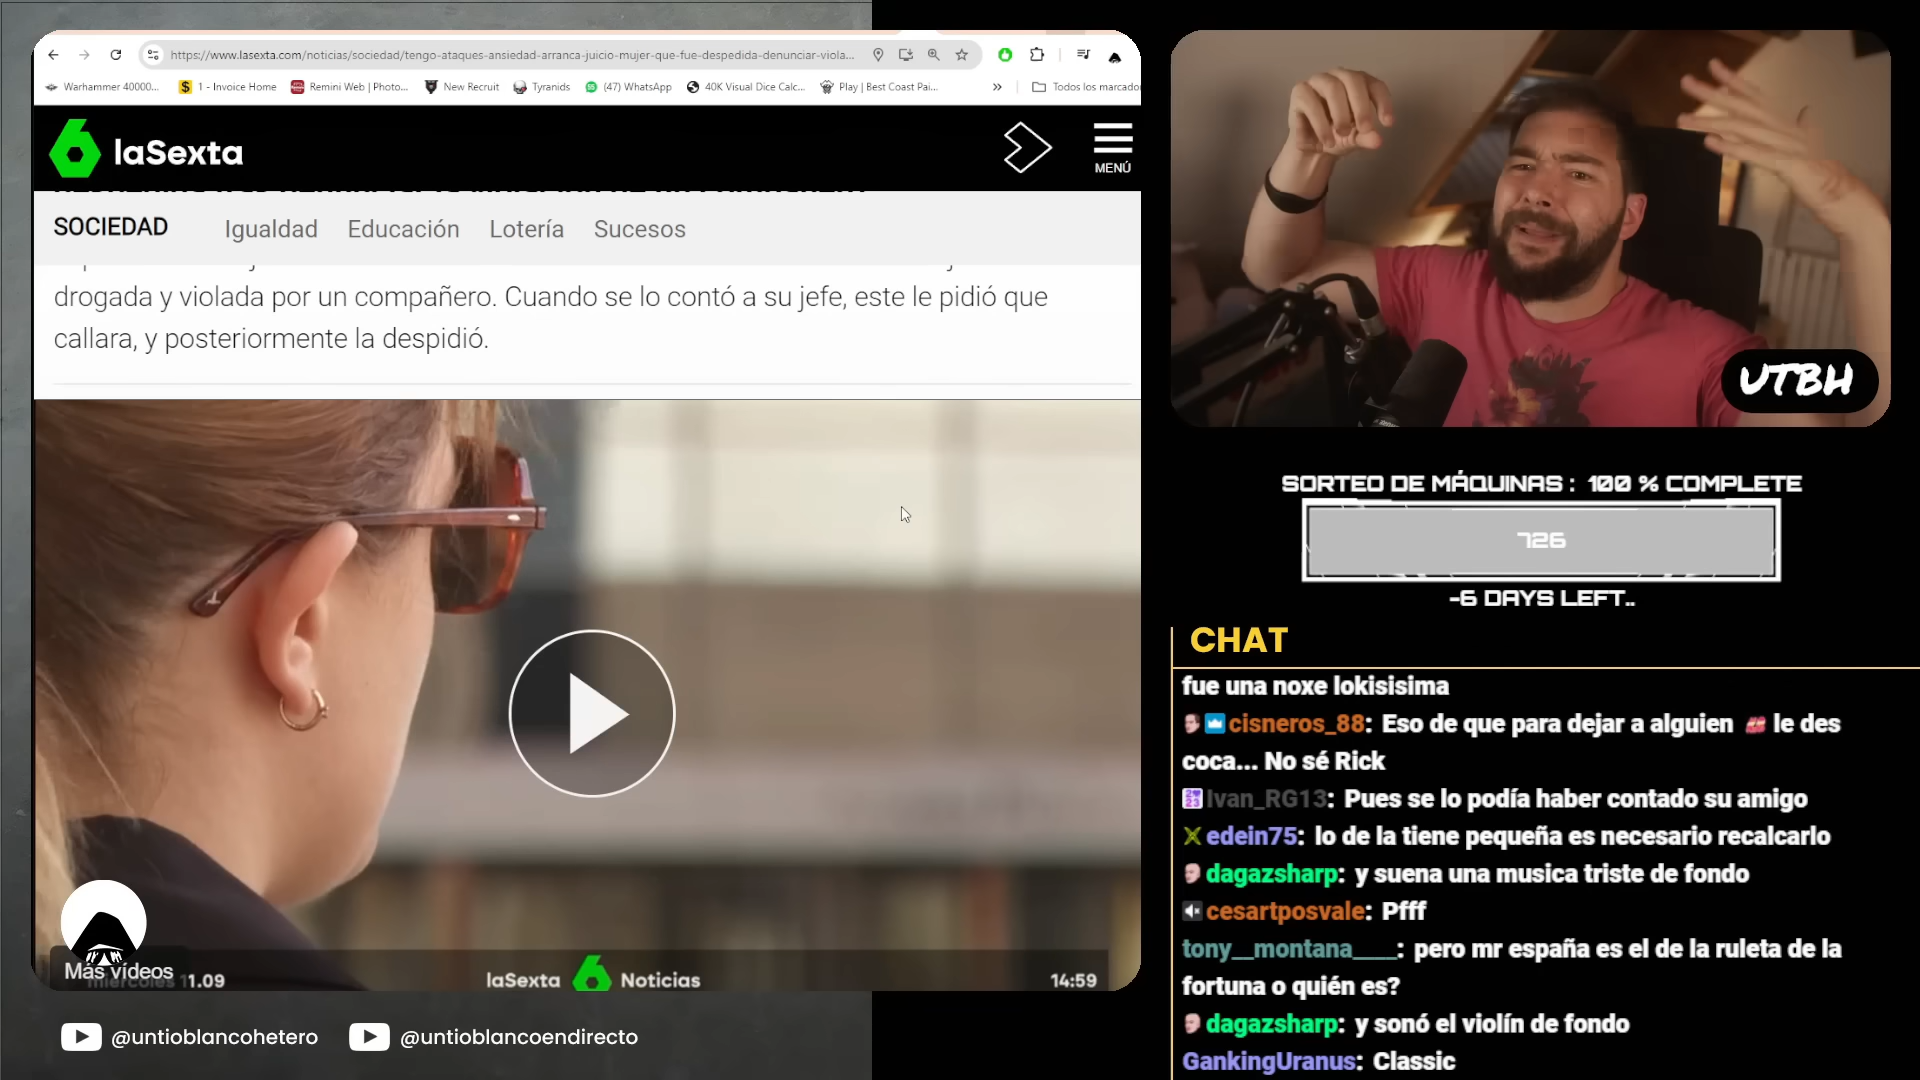 https://www.lasexta.com/noticias/sociedad/tengo-ataques-ansiedad-arranca-juicio-mujer-que-fue-despedida-denunciar-viola...
Warhammer 40000...
1 - Invoice Home
Remini Web | Photo...
New Recruit
Tyranids
(47) WhatsApp
40K Visual Dice Calc...
Play | Best Coast Pai...
»
Todos los marcado
laSexta
MENÚ
SOCIEDAD
Igualdad
Educación
Lotería
Sucesos
drogada y violada por un compañero. Cuando se lo contó a su jefe, este le pidió que
callara, y posteriormente la despidió.
Más vídeos
miércoles 11.09
laSexta
Noticias
14:59
@untioblancohetero
@untioblancoendirecto
UTBH
SORTEO DE MÁQUINAS : 100 % COMPLETE
726
-6 DAYS LEFT..
CHAT
fue una noxe lokisisima
cisneros_88: Eso de que para dejar a alguien le des
coca... No sé Rick
Ivan_RG13: Pues se lo podía haber contado su amigo
edein75: lo de la tiene pequeña es necesario recalcarlo
dagazsharp: y suena una musica triste de fondo
cesartposvale: Pfff
tony__montana____: pero mr españa es el de la ruleta de la
fortuna o quién es?
dagazsharp: y sonó el violín de fondo
GankingUranus: Classic